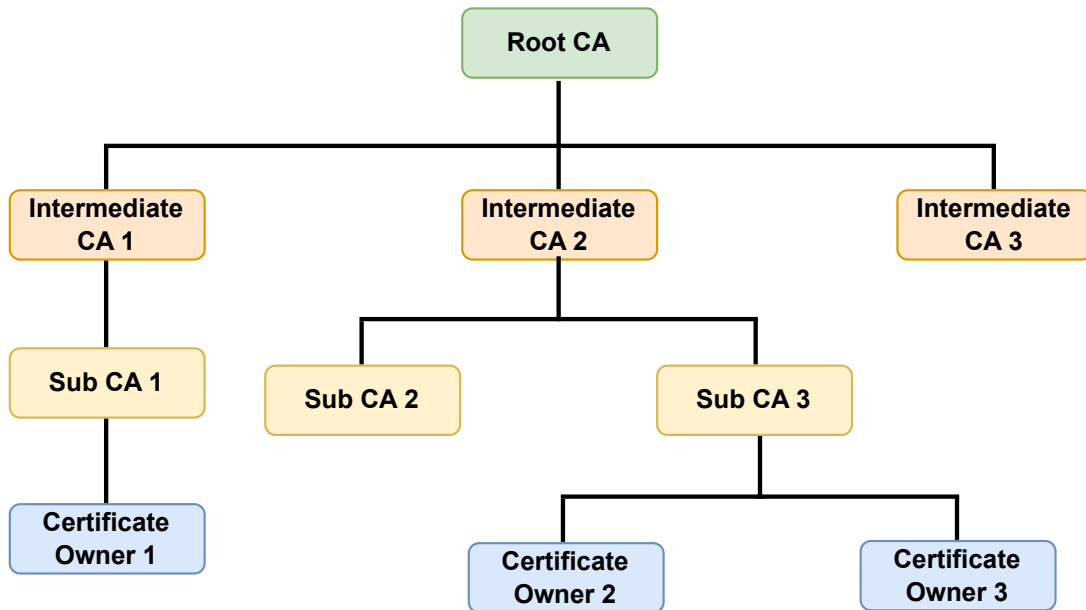 Root CA
Intermediate
CA 1
Intermediate
CA 2
Intermediate
CA 3
Sub CA 1
Sub CA 2
Sub CA 3
Certificate
Owner 1
Certificate
Owner 2
Certificate
Owner 3